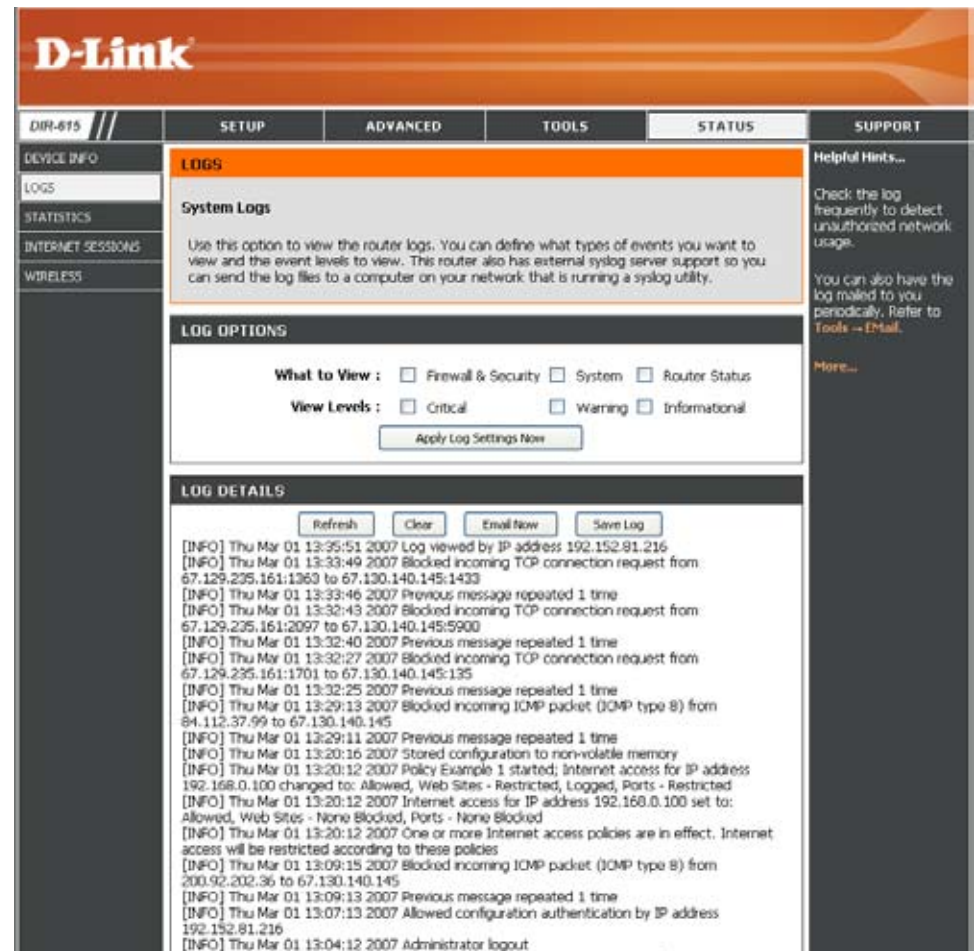 D-Link
DIR-615
SETUP
ADVANCED
TOOLS
STATUS
SUPPORT
DEVICE INFO
LOGS
STATISTICS
INTERNET SESSIONS
WIRELESS
LOGS
System Logs
Use this option to view the router logs. You can define what types of events you want to
view and the event levels to view. This router also has external syslog server support so you
can send the log files to a computer on your network that is running a syslog utility.
LOG OPTIONS
What to View : Firewall & Security System Router Status
View Levels : Critical Warning Informational
Apply Log Settings Now
LOG DETAILS
Refresh Clear Email Now Save Log
[INFO] Thu Mar 01 13:35:51 2007 Log viewed by IP address 192.152.81.216
[INFO] Thu Mar 01 13:33:49 2007 Blocked incoming TCP connection request from
67.129.235.161:1363 to 67.130.140.145:1433
[INFO] Thu Mar 01 13:33:46 2007 Previous message repeated 1 time
[INFO] Thu Mar 01 13:32:43 2007 Blocked incoming TCP connection request from
67.129.235.161:2097 to 67.130.140.145:5900
[INFO] Thu Mar 01 13:32:40 2007 Previous message repeated 1 time
[INFO] Thu Mar 01 13:32:27 2007 Blocked incoming TCP connection request from
67.129.235.161:1701 to 67.130.140.145:135
[INFO] Thu Mar 01 13:32:25 2007 Previous message repeated 1 time
[INFO] Thu Mar 01 13:29:13 2007 Blocked incoming ICMP packet (ICMP type 8) from
84.112.37.99 to 67.130.140.145
[INFO] Thu Mar 01 13:29:11 2007 Previous message repeated 1 time
[INFO] Thu Mar 01 13:20:16 2007 Stored configuration to non-volatile memory
[INFO] Thu Mar 01 13:20:12 2007 Policy Example 1 started; Internet access for IP address
192.168.0.100 changed to: Allowed, Web Sites - Restricted, Logged, Ports - Restricted
[INFO] Thu Mar 01 13:20:12 2007 Internet access for IP address 192.168.0.100 set to:
Allowed, Web Sites - None Blocked, Ports - None Blocked
[INFO] Thu Mar 01 13:20:12 2007 One or more Internet access policies are in effect. Internet
access will be restricted according to these policies
[INFO] Thu Mar 01 13:09:15 2007 Blocked incoming ICMP packet (ICMP type 8) from
200.92.202.36 to 67.130.140.145
[INFO] Thu Mar 01 13:09:13 2007 Previous message repeated 1 time
[INFO] Thu Mar 01 13:07:13 2007 Allowed configuration authentication by IP address
192.152.81.216
[INFO] Thu Mar 01 13:04:12 2007 Administrator logout
Helpful Hints...
Check the log
frequently to detect
unauthorized network
usage.
You can also have the
log mailed to you
periodically. Refer to
Tools → EMail.
More...